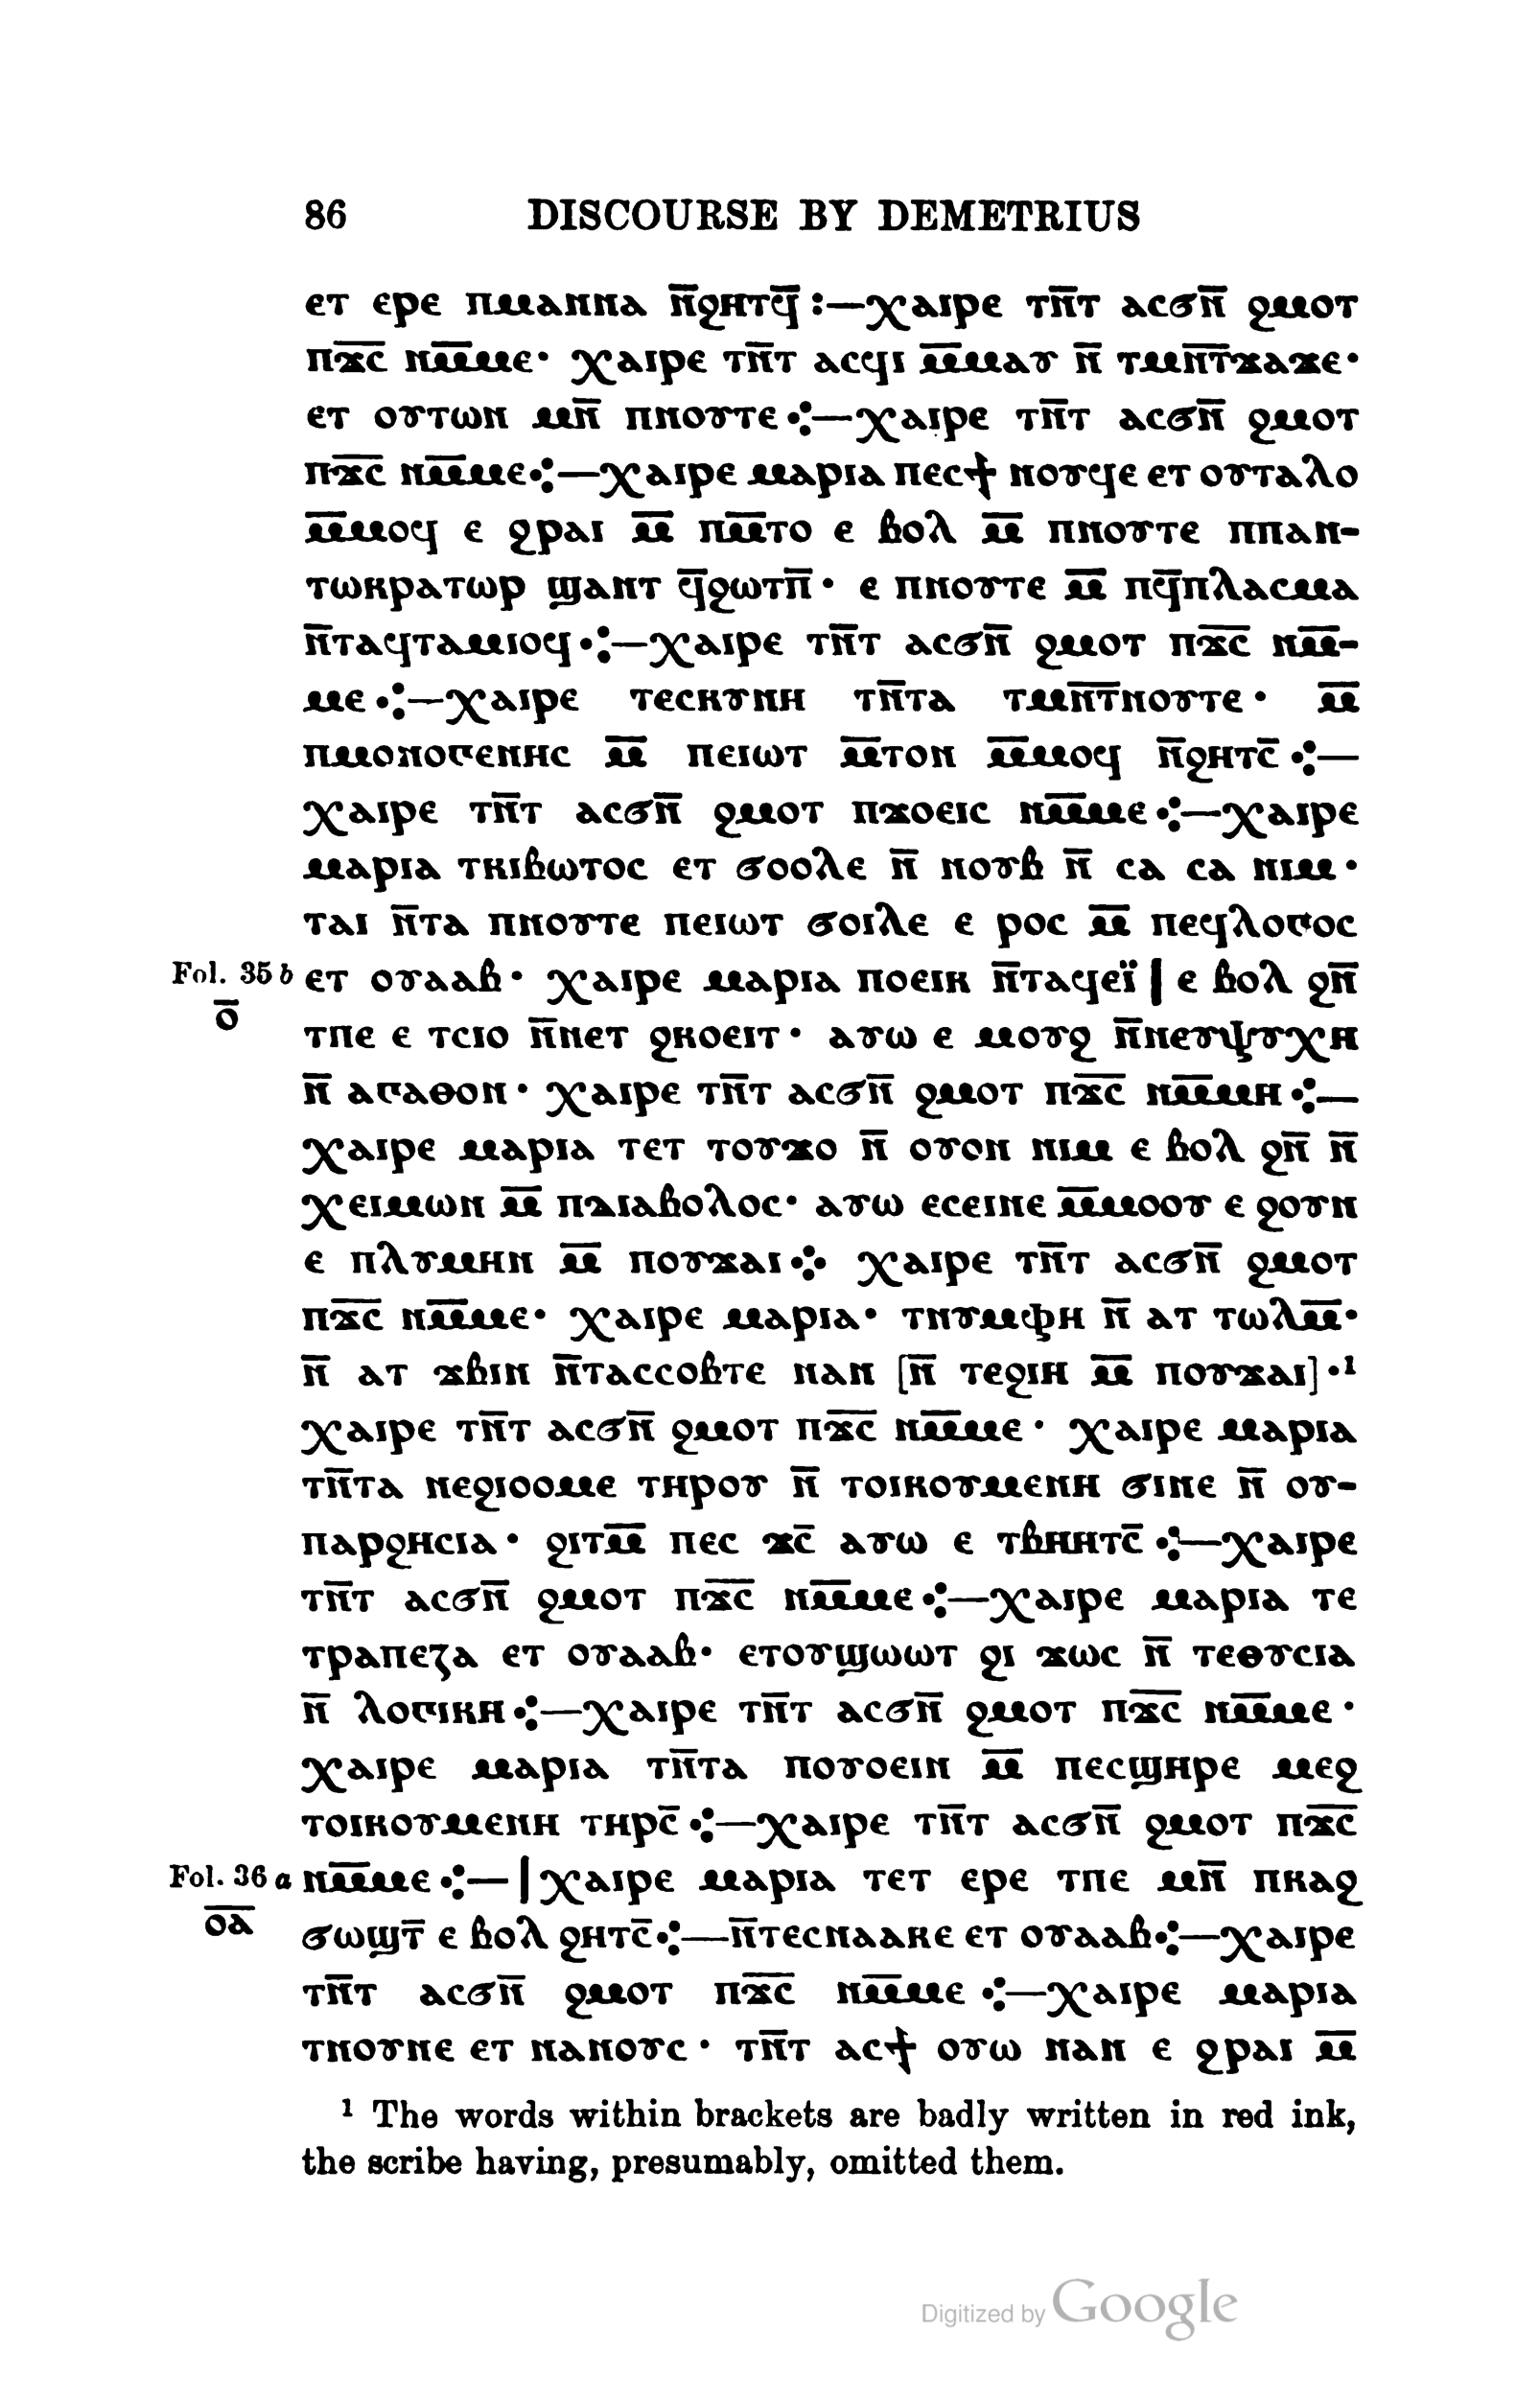 86 DISCOURSE BY DEMETRIUS
ⲉⲧ ⲉⲣⲉ ⲡⲙⲁⲛⲛⲁ ⲛ̅ϩⲏⲧϥ̅ :—ⲭⲁⲓⲣⲉ ⲧⲛ̅ⲧ ⲁⲥϭⲛ̅ ϩⲙⲟⲧ
ⲡϫ̅ⲥ̅ ⲛⲙ̅ⲙⲉ· ⲭⲁⲓⲣⲉ ⲧⲛ̅ⲧ ⲁⲥϥⲓ ⲙ̅ⲙⲁⲩ ⲛ̅ ⲧⲙⲛ̅ⲧ̅ϫⲁϫⲉ·
ⲉⲧ ⲟⲩⲧⲱⲛ ⲙⲛ̅ ⲡⲛⲟⲩⲧⲉ⁘—ⲭⲁⲓⲣⲉ ⲧⲛ̅ⲧ ⲁⲥϭⲛ̅ ϩⲙⲟⲧ
ⲡϫ̅ⲥ̅ ⲛⲙ̅ⲙⲉ⁘—ⲭⲁⲓⲣⲉ ⲙⲁⲣⲓⲁ ⲡⲉⲥϯ ⲛⲟⲩϥⲉ ⲉⲧ ⲟⲩⲧⲁⲗⲟ
ⲙ̅ⲙⲟϥ ⲉ ϩⲣⲁⲓ ⲙ̅ ⲡⲙ̅ⲧⲟ ⲉ ⲃⲟⲗ ⲙ̅ ⲡⲛⲟⲩⲧⲉ ⲡⲡⲁⲛ-
ⲧⲱⲕⲣⲁⲧⲱⲣ ϣⲁⲛⲧ ϥ̅ϩⲱⲧⲡ̅· ⲉ ⲡⲛⲟⲩⲧⲉ ⲙ̅ ⲡϥ̅ⲡⲗⲁⲥⲙⲁ
ⲛ̅ⲧⲁϥⲧⲁⲙⲓⲟϥ⁘—ⲭⲁⲓⲣⲉ ⲧⲛ̅ⲧ ⲁⲥϭⲛ̅ ϩⲙⲟⲧ ⲡϫ̅ⲥ̅ ⲛⲙ̅-
ⲙⲉ⁘—ⲭⲁⲓⲣⲉ ⲧⲉⲥⲕⲩⲛⲏ ⲧⲛ̅ⲧⲁ ⲧⲙⲛ̅ⲧ̅ⲛⲟⲩⲧⲉ· ⲙ̅
ⲡⲙⲟⲛⲟⲅⲉⲛⲏⲥ ⲙ̅ ⲡⲉⲓⲱⲧ ⲙ̅ⲧⲟⲛ ⲙ̅ⲙⲟϥ ⲛ̅ϩⲏⲧⲥ̅⁘—
ⲭⲁⲓⲣⲉ ⲧⲛ̅ⲧ ⲁⲥϭⲛ̅ ϩⲙⲟⲧ ⲡϫⲟⲉⲓⲥ ⲛⲙ̅ⲙⲉ⁘—ⲭⲁⲓⲣⲉ
ⲙⲁⲣⲓⲁ ⲧⲕⲓⲃⲱⲧⲟⲥ ⲉⲧ ϭⲟⲟⲗⲉ ⲛ̅ ⲛⲟⲩⲃ ⲛ̅ ⲥⲁ ⲥⲁ ⲛⲓⲙ·
ⲧⲁⲓ ⲛ̅ⲧⲁ ⲡⲛⲟⲩⲧⲉ ⲡⲉⲓⲱⲧ ϭⲟⲓⲗⲉ ⲉ ⲣⲟⲥ ⲙ̅ ⲡⲉϥⲗⲟⲅⲟⲥ
Fol. 35 b ⲉⲧ ⲟⲩⲁⲁⲃ· ⲭⲁⲓⲣⲉ ⲙⲁⲣⲓⲁ ⲡⲟⲉⲓⲕ ⲛ̅ⲧⲁϥⲉⲓ̈ | ⲉ ⲃⲟⲗ ϩⲛ̅
ⲟ̅ ⲧⲡⲉ ⲉ ⲧⲥⲓⲟ ⲛ̅ⲛⲉⲧ ϩⲕⲟⲉⲓⲧ· ⲁⲩⲱ ⲉ ⲙⲟⲩϩ ⲛ̅ⲛⲉⲩⲯⲩⲭⲏ
ⲛ̅ ⲁⲅⲁⲑⲟⲛ· ⲭⲁⲓⲣⲉ ⲧⲛ̅ⲧ ⲁⲥϭⲛ̅ ϩⲙⲟⲧ ⲡϫ̅ⲥ̅ ⲛⲙ̅ⲙⲏ⁘—
ⲭⲁⲓⲣⲉ ⲙⲁⲣⲓⲁ ⲧⲉⲧ ⲧⲟⲩϫⲟ ⲛ̅ ⲟⲩⲟⲛ ⲛⲓⲙ ⲉ ⲃⲟⲗ ϩⲛ̅ ⲛ̅
ⲭⲉⲓⲙⲱⲛ ⲙ̅ ⲡⲇⲓⲁⲃⲟⲗⲟⲥ· ⲁⲩⲱ ⲉⲥⲉⲓⲛⲉ ⲙ̅ⲙⲟⲟⲩ ⲉ ϩⲟⲩⲛ
ⲉ ⲡⲗⲩⲙⲏⲛ ⲙ̅ ⲡⲟⲩϫⲁⲓ⁘ ⲭⲁⲓⲣⲉ ⲧⲛ̅ⲧ ⲁⲥϭⲛ̅ ϩⲙⲟⲧ
ⲡϫ̅ⲥ̅ ⲛⲙ̅ⲙⲉ· ⲭⲁⲓⲣⲉ ⲙⲁⲣⲓⲁ· ⲧⲛⲩⲙⲫⲏ ⲛ̅ ⲁⲧ ⲧⲱⲗⲙ̅·
ⲛ̅ ⲁⲧ ϫⲃⲓⲛ ⲛ̅ⲧⲁⲥⲥⲟⲃⲧⲉ ⲛⲁⲛ [ⲛ̅ ⲧⲉϩⲓⲏ ⲙ̅ ⲡⲟⲩϫⲁⲓ]·¹
ⲭⲁⲓⲣⲉ ⲧⲛ̅ⲧ ⲁⲥϭⲛ̅ ϩⲙⲟⲧ ⲡϫ̅ⲥ̅ ⲛⲙ̅ⲙⲉ· ⲭⲁⲓⲣⲉ ⲙⲁⲣⲓⲁ
ⲧⲛ̅ⲧⲁ ⲛⲉϩⲓⲟⲟⲙⲉ ⲧⲏⲣⲟⲩ ⲛ̅ ⲧⲟⲓⲕⲟⲩⲙⲉⲛⲏ ϭⲓⲛⲉ ⲛ̅ ⲟⲩ-
ⲡⲁⲣϩⲏⲥⲓⲁ· ϩⲓⲧⲙ̅ ⲡⲉⲥ ϫⲥ̅ ⲁⲩⲱ ⲉ ⲧⲃⲏⲏⲧⲥ̅⁘—ⲭⲁⲓⲣⲉ
ⲧⲛ̅ⲧ ⲁⲥϭⲛ̅ ϩⲙⲟⲧ ⲡϫ̅ⲥ̅ ⲛⲙ̅ⲙⲉ⁘—ⲭⲁⲓⲣⲉ ⲙⲁⲣⲓⲁ ⲧⲉ
ⲧⲣⲁⲡⲉⲍⲁ ⲉⲧ ⲟⲩⲁⲁⲃ· ⲉⲧⲟⲩϣⲱⲱⲧ ϩⲓ ϫⲱⲥ ⲛ̅ ⲧⲉⲑⲩⲥⲓⲁ
ⲛ̅ ⲗⲟⲅⲓⲕⲏ⁘—ⲭⲁⲓⲣⲉ ⲧⲛ̅ⲧ ⲁⲥϭⲛ̅ ϩⲙⲟⲧ ⲡϫ̅ⲥ̅ ⲛⲙ̅ⲙⲉ·
ⲭⲁⲓⲣⲉ ⲙⲁⲣⲓⲁ ⲧⲛ̅ⲧⲁ ⲡⲟⲩⲟⲉⲓⲛ ⲙ̅ ⲡⲉⲥϣⲏⲣⲉ ⲙⲉϩ
ⲧⲟⲓⲕⲟⲩⲙⲉⲛⲏ ⲧⲏⲣⲥ̅⁘—ⲭⲁⲓⲣⲉ ⲧⲛ̅ⲧ ⲁⲥϭⲛ̅ ϩⲙⲟⲧ ⲡϫ̅ⲥ̅
Fol. 36 a ⲛⲙ̅ⲙⲉ⁘—| ⲭⲁⲓⲣⲉ ⲙⲁⲣⲓⲁ ⲧⲉⲧ ⲉⲣⲉ ⲧⲡⲉ ⲙⲛ̅ ⲡⲕⲁϩ
ⲟ̅ⲁ̅ ϭⲱϣⲧ̅ ⲉ ⲃⲟⲗ ϩⲏⲧⲥ̅⁘—ⲛ̅ⲧⲉⲥⲛⲁⲁⲕⲉ ⲉⲧ ⲟⲩⲁⲁⲃ⁘—ⲭⲁⲓⲣⲉ
ⲧⲛ̅ⲧ ⲁⲥϭⲛ̅ ϩⲙⲟⲧ ⲡϫ̅ⲥ̅ ⲛⲙ̅ⲙⲉ⁘—ⲭⲁⲓⲣⲉ ⲙⲁⲣⲓⲁ
ⲧⲛⲟⲩⲛⲉ ⲉⲧ ⲛⲁⲛⲟⲩⲥ· ⲧⲛ̅ⲧ ⲁⲥϯ ⲟⲩⲱ ⲛⲁⲛ ⲉ ϩⲣⲁⲓ ⲙ̅
¹ The words within brackets are badly written in red ink,
the scribe having, presumably, omitted them.
Digitized by Google